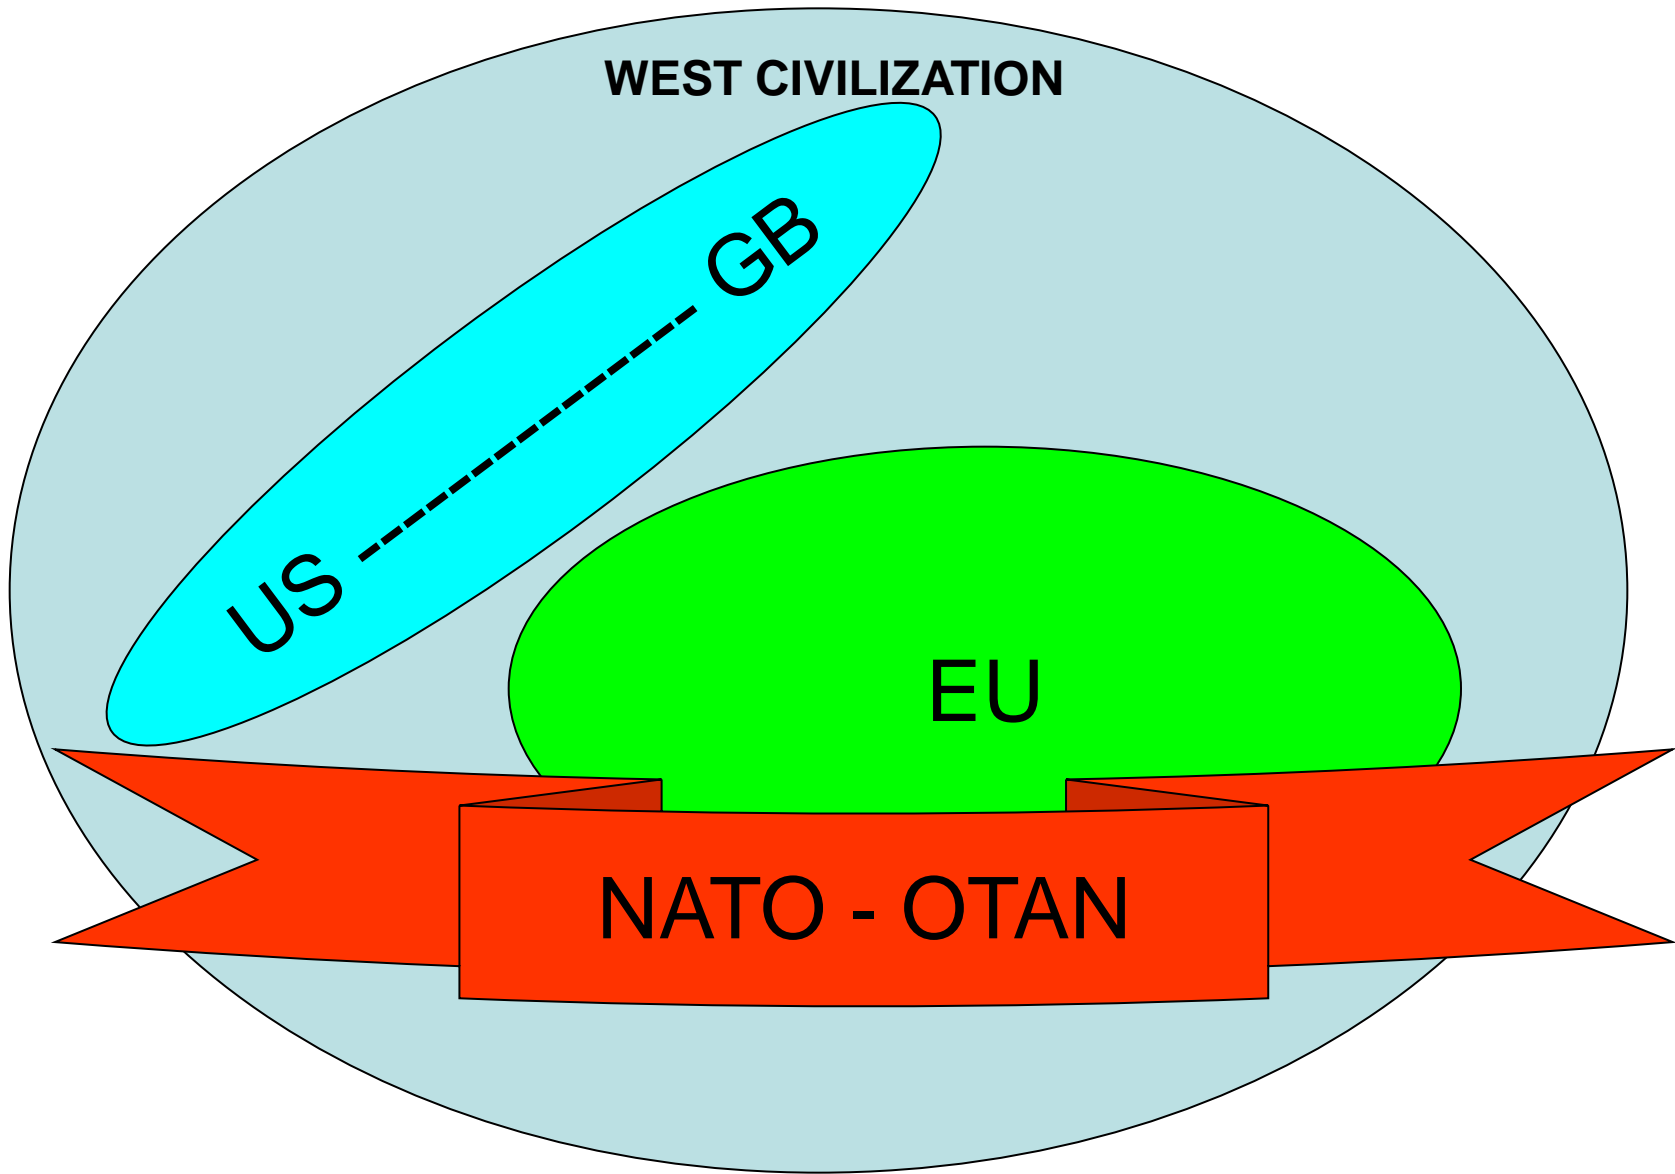 WEST CIVILIZATION
US --------------- GB
EU
NATO - OTAN